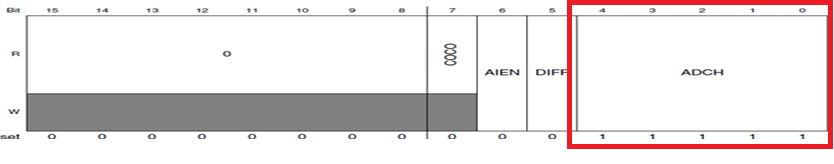 Bit 15 14 13 12 11 10 9 8 7 6 5 4 3 2 1 0
R 0 COCO AIEN DIFF ADCH
W
set 0 0 0 0 0 0 0 0 0 0 0 1 1 1 1 1